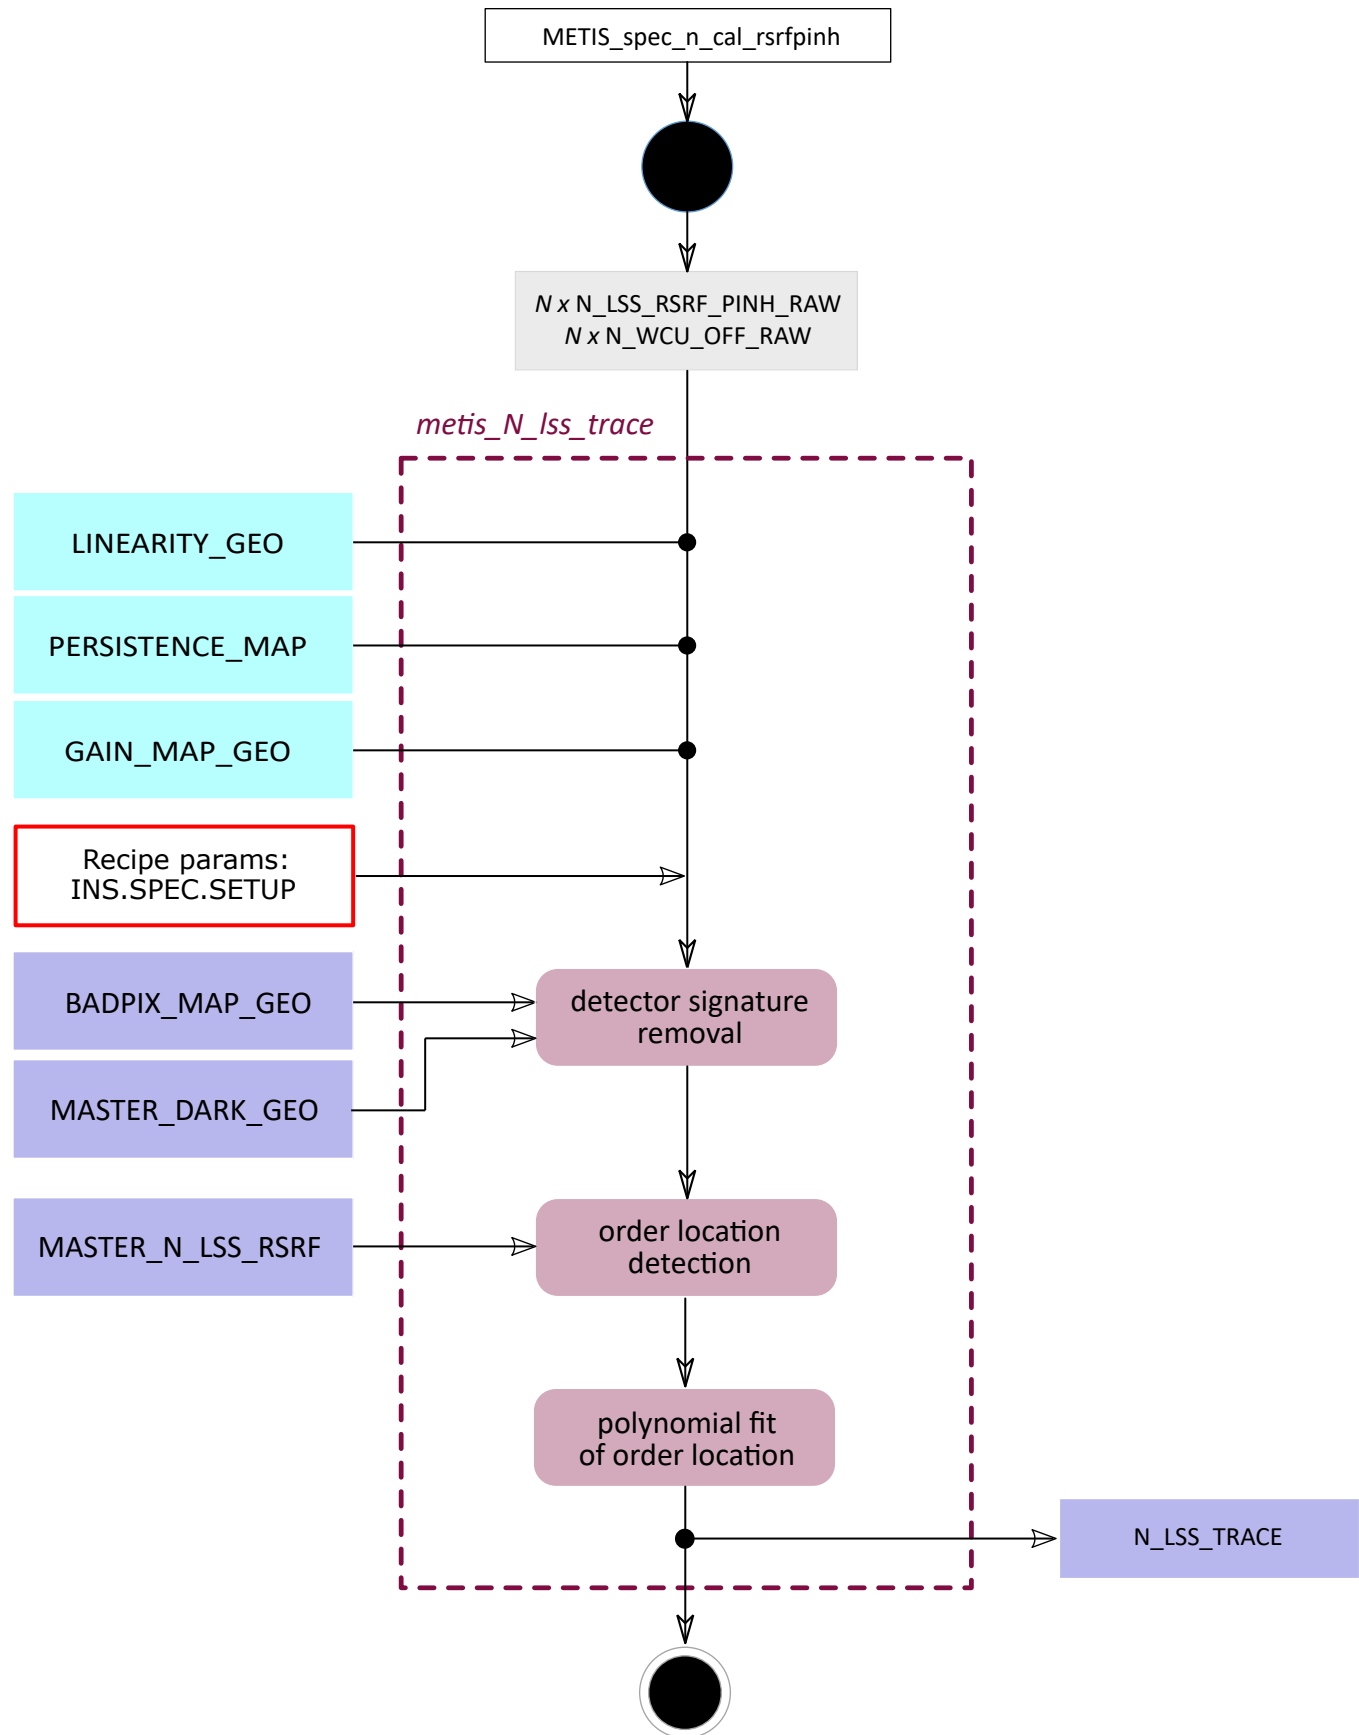 METIS_spec_n_cal_rsrfpinh
N x N_LSS_RSRF_PINH_RAW
N x N_WCU_OFF_RAW
metis_N_lss_trace
LINEARITY_GEO
PERSISTENCE_MAP
GAIN_MAP_GEO
Recipe params:
INS.SPEC.SETUP
BADPIX_MAP_GEO
detector signature
removal
MASTER_DARK_GEO
MASTER_N_LSS_RSRF
order location
detection
polynomial fit
of order location
N_LSS_TRACE